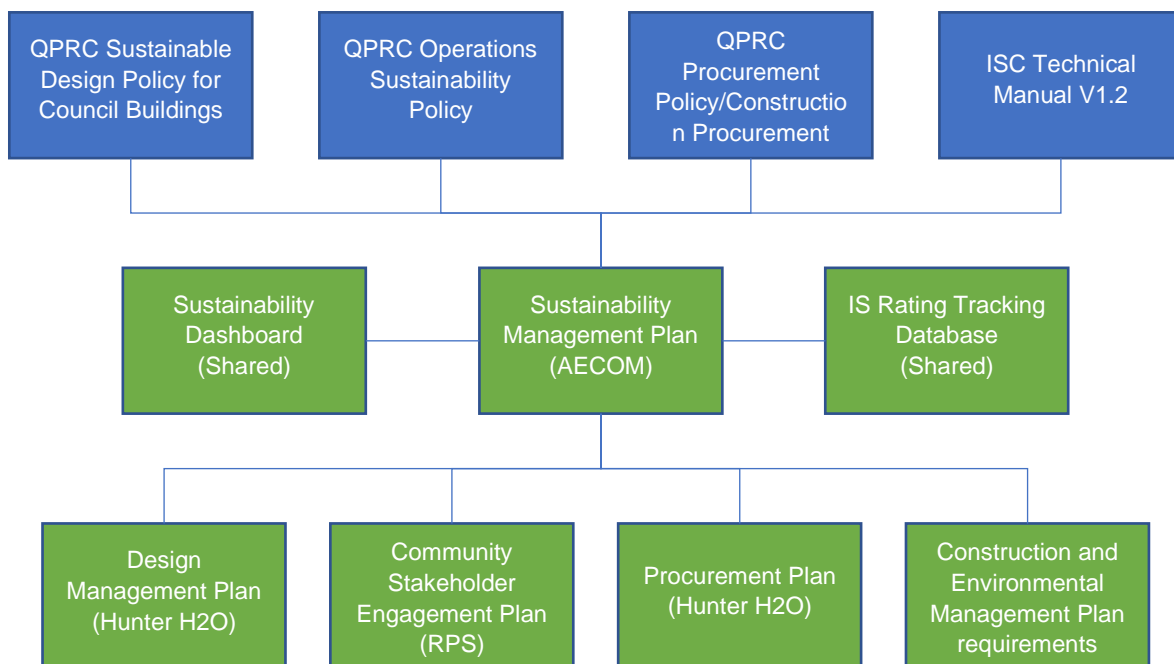 QPRC Sustainable
Design Policy for
Council Buildings
QPRC Operations
Sustainability
Policy
QPRC
Procurement
Policy/Constructio
n Procurement
ISC Technical
Manual V1.2
Sustainability
Dashboard
(Shared)
Sustainability
Management Plan
(AECOM)
IS Rating Tracking
Database
(Shared)
Design
Management Plan
(Hunter H2O)
Community
Stakeholder
Engagement Plan
(RPS)
Procurement Plan
(Hunter H2O)
Construction and
Environmental
Management Plan
requirements